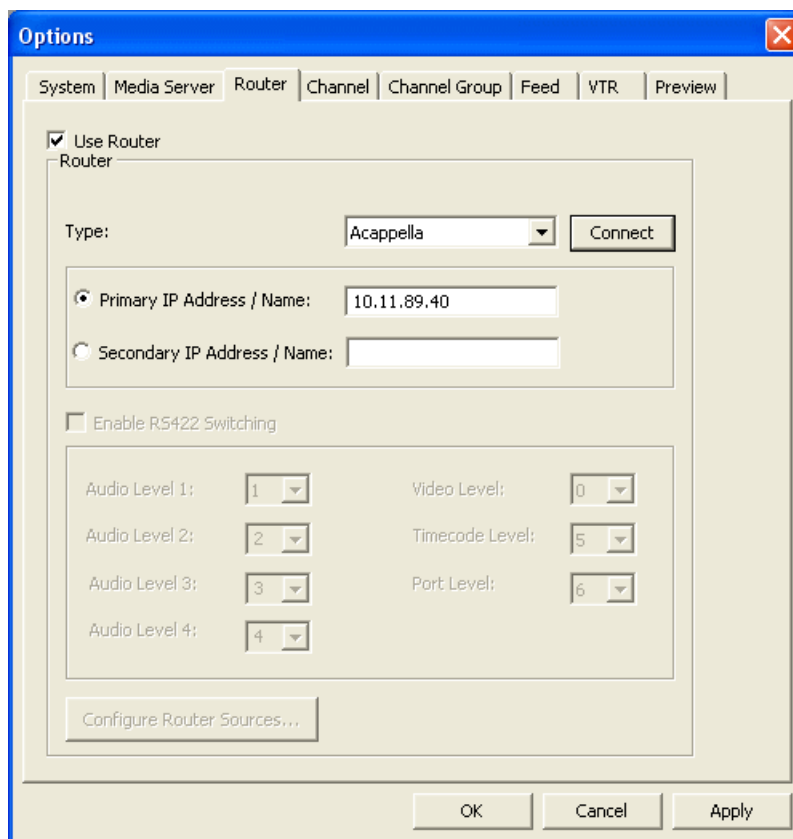 Options
System Media Server Router Channel Channel Group Feed VTR Preview
Use Router
Router
Type: Acappella Connect
Primary IP Address / Name: 10.11.89.40
Secondary IP Address / Name:
Enable RS422 Switching
Audio Level 1: 1 Video Level: 0
Audio Level 2: 2 Timecode Level: 5
Audio Level 3: 3 Port Level: 6
Audio Level 4: 4
Configure Router Sources...
OK Cancel Apply